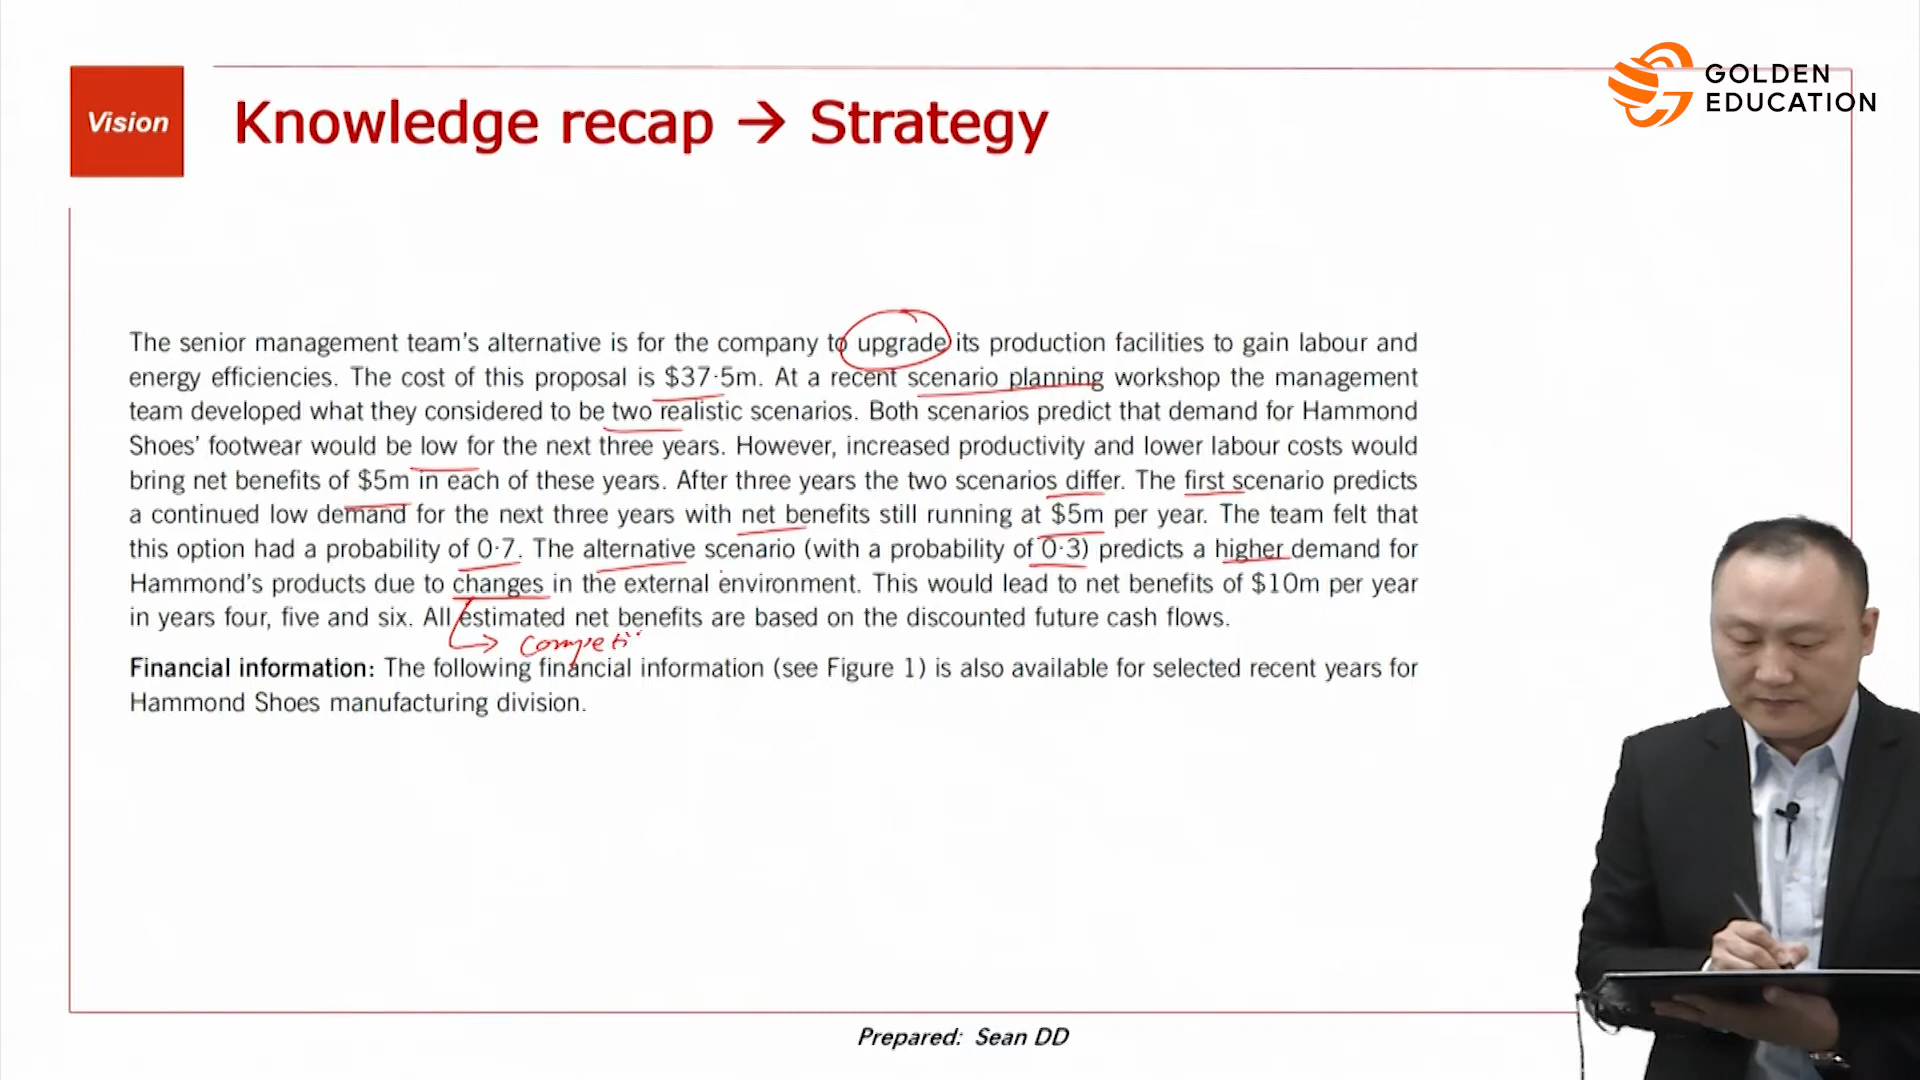 GOLDEN
EDUCATION
Vision
Knowledge recap → Strategy
The senior management team's alternative is for the company to upgrade its production facilities to gain labour and
energy efficiencies. The cost of this proposal is $37·5m. At a recent scenario planning workshop the management
team developed what they considered to be two realistic scenarios. Both scenarios predict that demand for Hammond
Shoes' footwear would be low for the next three years. However, increased productivity and lower labour costs would
bring net benefits of $5m in each of these years. After three years the two scenarios differ. The first scenario predicts
a continued low demand for the next three years with net benefits still running at $5m per year. The team felt that
this option had a probability of 0·7. The alternative scenario (with a probability of 0·3) predicts a higher demand for
Hammond's products due to changes in the external environment. This would lead to net benefits of $10m per year
in years four, five and six. All estimated net benefits are based on the discounted future cash flows.
competi
Financial information: The following financial information (see Figure 1) is also available for selected recent years for
Hammond Shoes manufacturing division.
Prepared: Sean DD